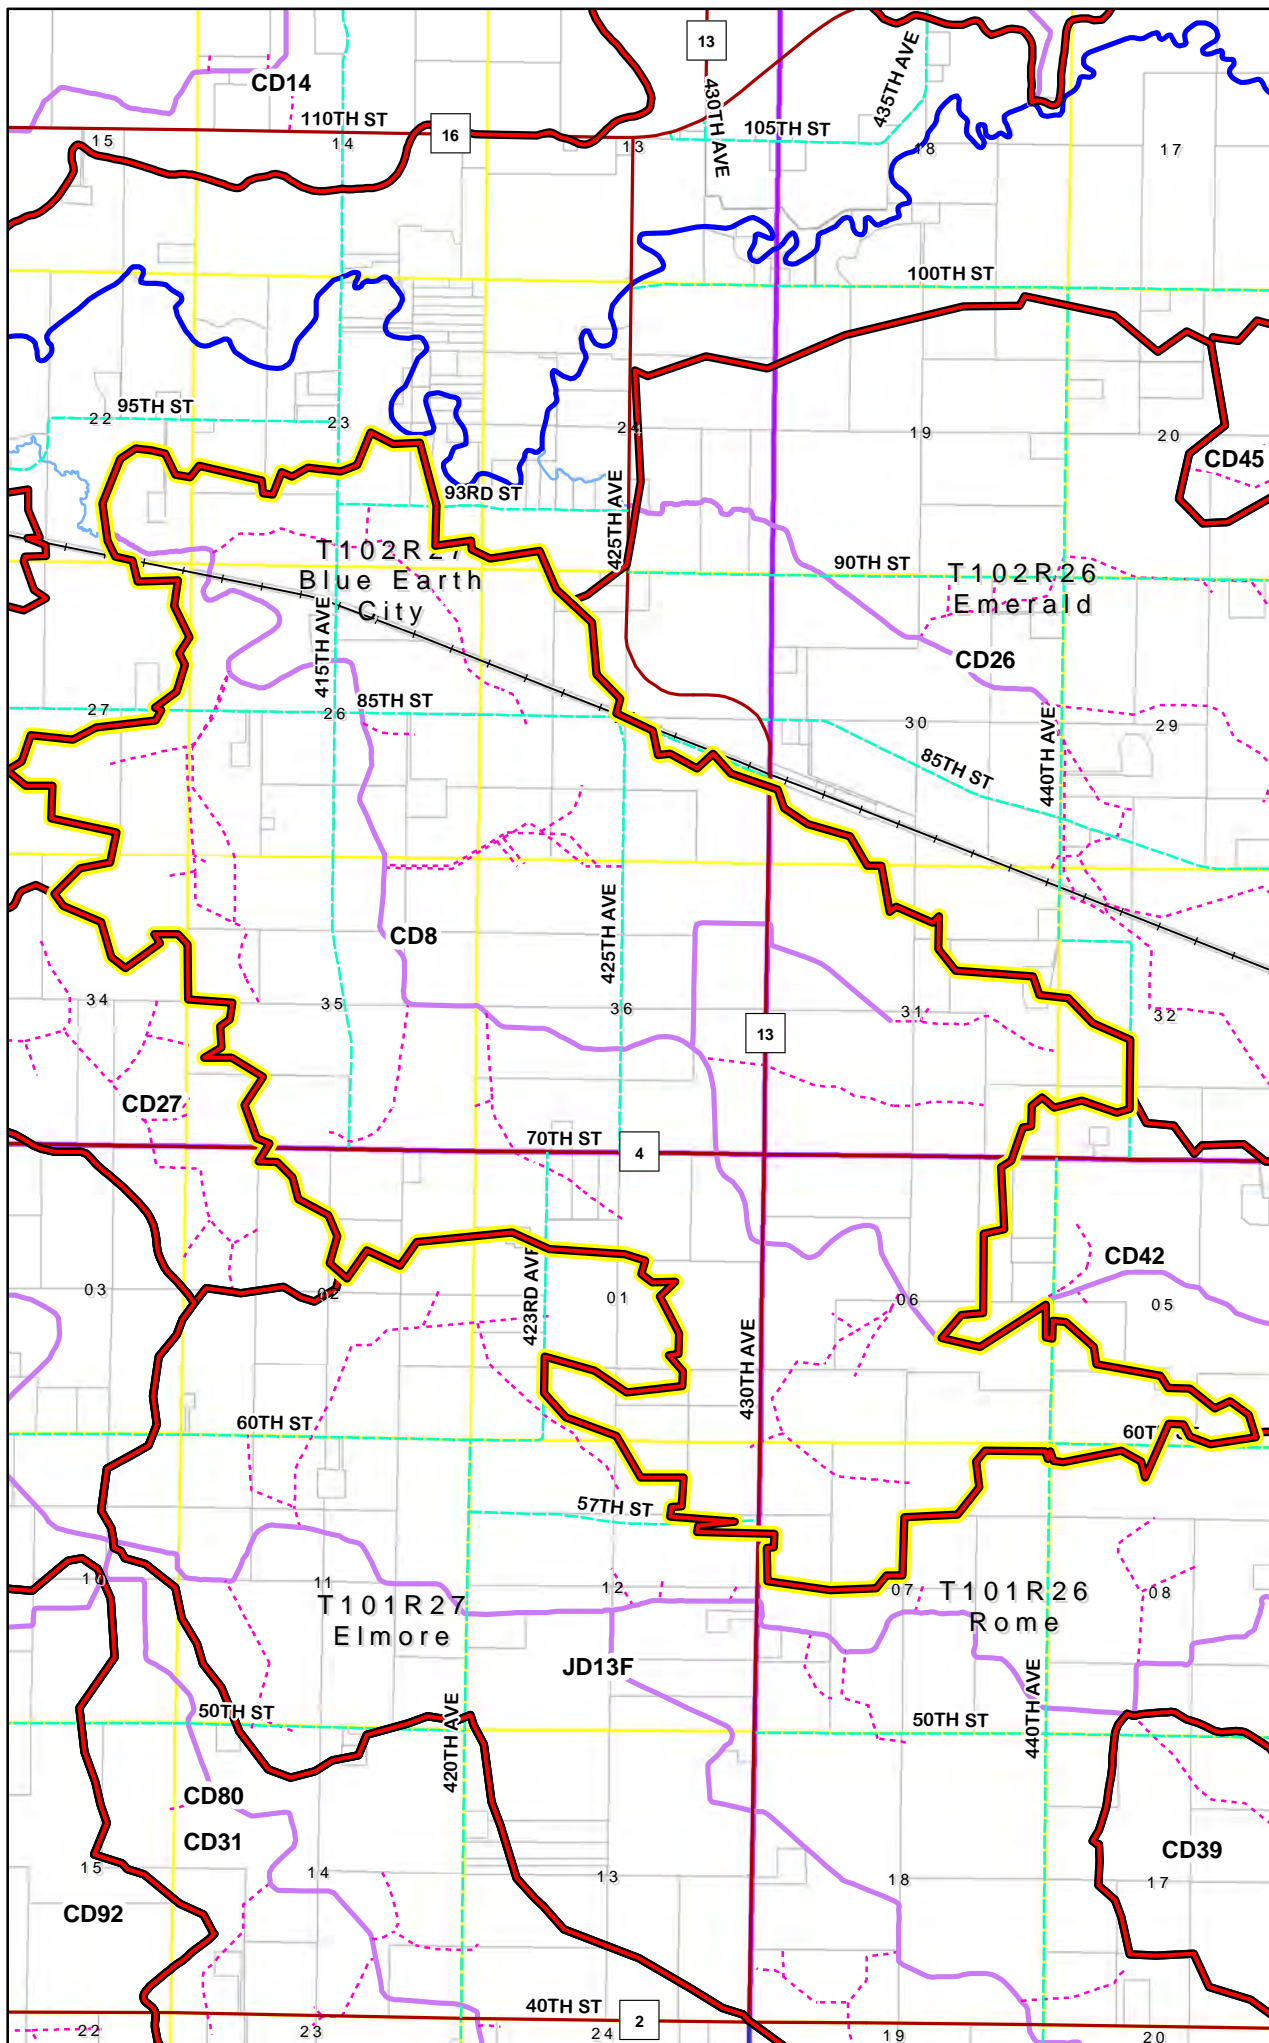 13
CD14
430TH AVE
435TH AVE
110TH ST
16
105TH ST
15
14
13
18
17
100TH ST
95TH ST
22
23
24
19
20
CD45
93RD ST
425TH AVE
T102R27
Blue Earth
City
90TH ST
T102R26
Emerald
415TH AVE
CD26
85TH ST
27
26
30
29
440TH AVE
85TH ST
425TH AVE
CD8
34
35
36
31
32
13
CD27
70TH ST
4
423RD AVE
CD42
03
02
01
06
05
430TH AVE
60TH ST
57TH ST
10
11
12
07
08
T101R27
Elmore
T101R26
Rome
JD13F
440TH AVE
50TH ST
420TH AVE
50TH ST
CD80
CD31
15
14
13
18
17
CD39
CD92
40TH ST
2
22
23
24
19
20